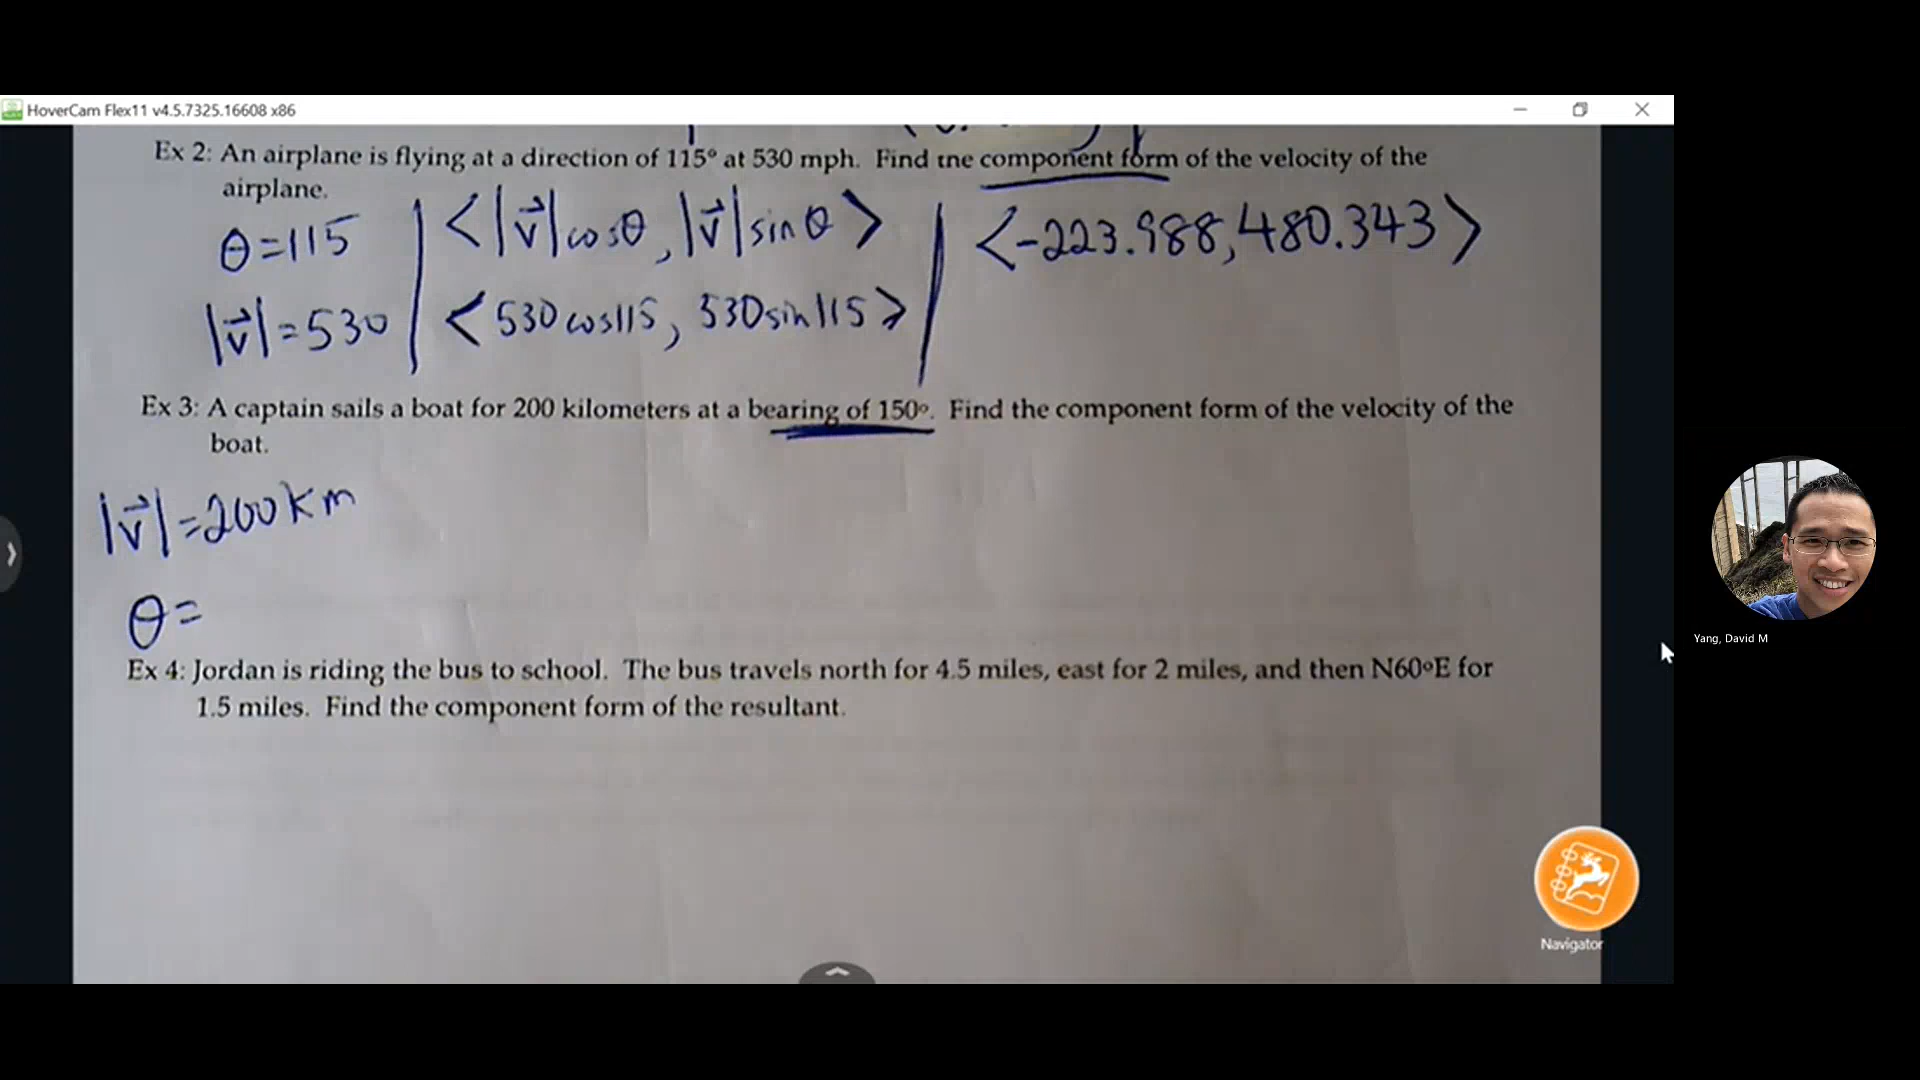 HoverCam Flex11 v4.5.7325.16608 x86
Ex 2: An airplane is flying at a direction of 115° at 530 mph. Find the component form of the velocity of the
airplane.
θ=115
<|v⃗|cosθ, |v⃗|sinθ>
<-223.988, 480.343>
|v⃗|=530
<530cos115, 530sin115>
Ex 3: A captain sails a boat for 200 kilometers at a bearing of 150°. Find the component form of the velocity of the
boat.
|v⃗|=200km
θ=
Ex 4: Jordan is riding the bus to school. The bus travels north for 4.5 miles, east for 2 miles, and then N60°E for
1.5 miles. Find the component form of the resultant.
Navigator
Yang, David M